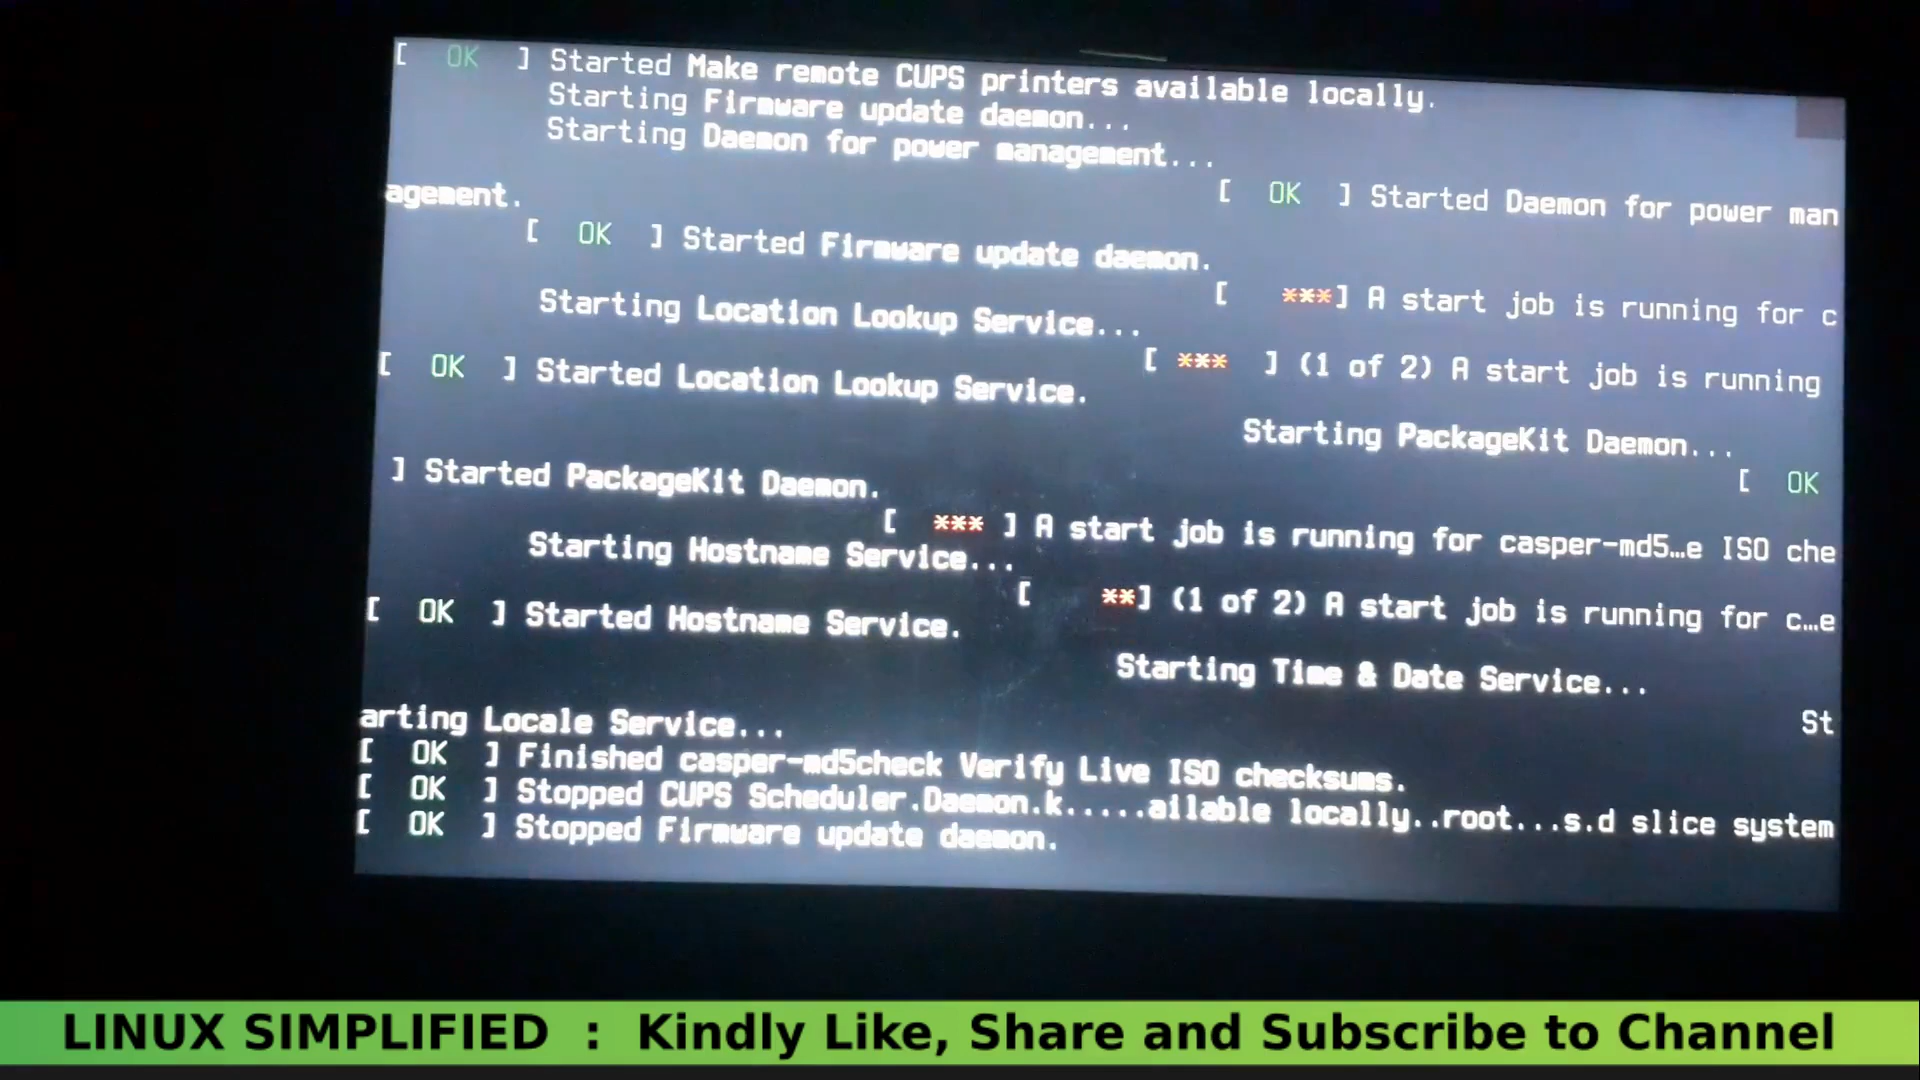 [  OK  ] Started Make remote CUPS printers available locally.
Starting Firmware update daemon...
Starting Daemon for power management...
[  OK  ] Started Daemon for power man
agement.
[  OK  ] Started Firmware update daemon.
[    ***] A start job is running for c
Starting Location Lookup Service...
[ ***  ] (1 of 2) A start job is running
[  OK  ] Started Location Lookup Service.
Starting PackageKit Daemon...
[  OK
] Started PackageKit Daemon.
[  *** ] A start job is running for casper-md5…e ISO che
Starting Hostname Service...
[    **] (1 of 2) A start job is running for c…e
[  OK  ] Started Hostname Service.
Starting Time & Date Service...
St
arting Locale Service...
[  OK  ] Finished casper-md5check Verify Live ISO checksums.
[  OK  ] Stopped CUPS Scheduler.Daemon.k.....ailable locally..root...s.d slice system
[  OK  ] Stopped Firmware update daemon.
LINUX SIMPLIFIED : Kindly Like, Share and Subscribe to Channel